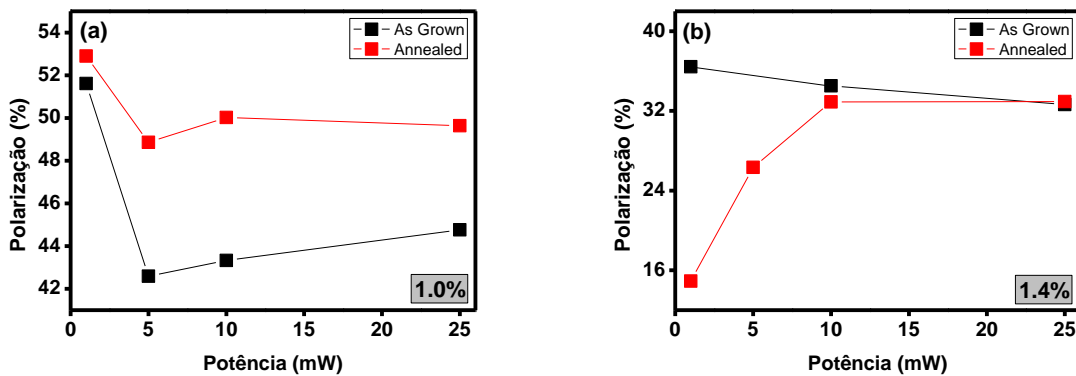 (a)
As Grown
Annealed
54
52
50
48
46
44
42
Polarização (%)
1.0%
0 5 10 15 20 25
Potência (mW)
(b)
As Grown
Annealed
40
32
24
16
Polarização (%)
1.4%
0 5 10 15 20 25
Potência (mW)